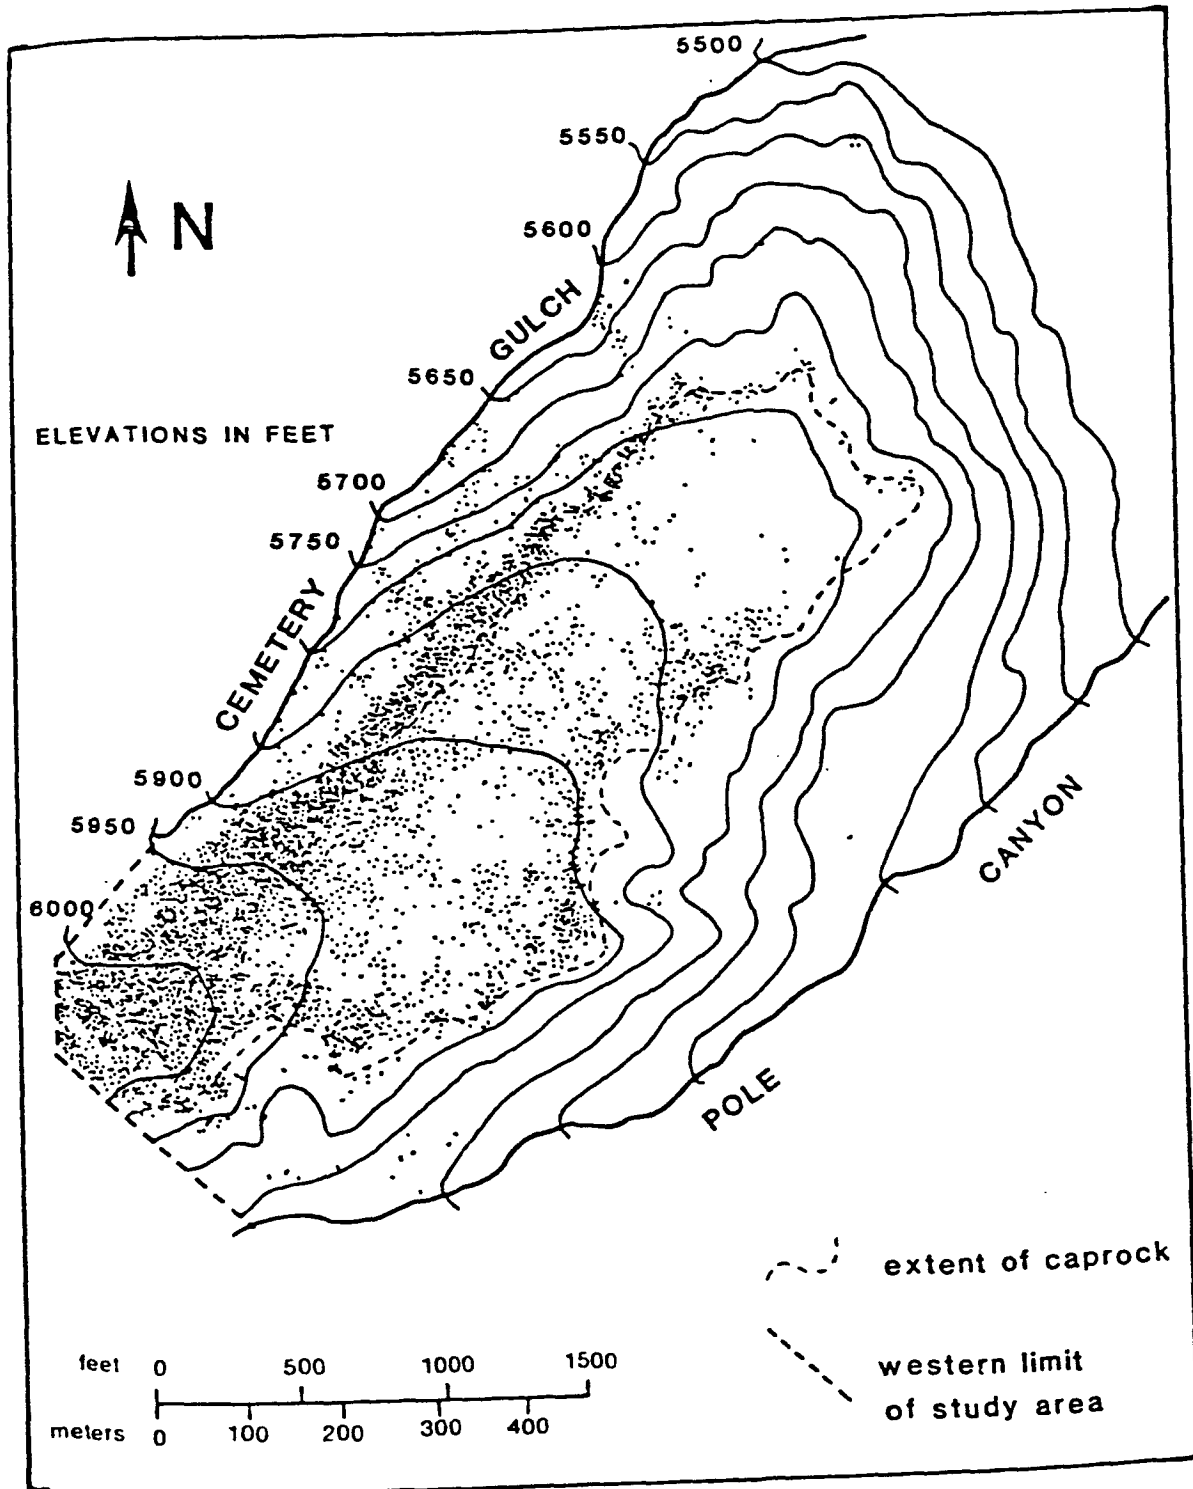 5500
5550
N
5600
GULCH
5650
ELEVATIONS IN FEET
5700
5750
CEMETERY
5900
5950
CANYON
6000
POLE
extent of caprock
feet 0 500 1000 1500
western limit
of study area
meters 0 100 200 300 400